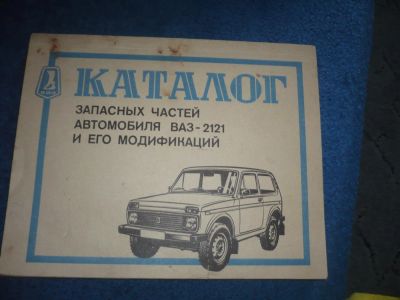 КАТАЛОГ
ЗАПАСНЫХ ЧАСТЕЙ
АВТОМОБИЛЯ ВАЗ-2121
И ЕГО МОДИФИКАЦИЙ